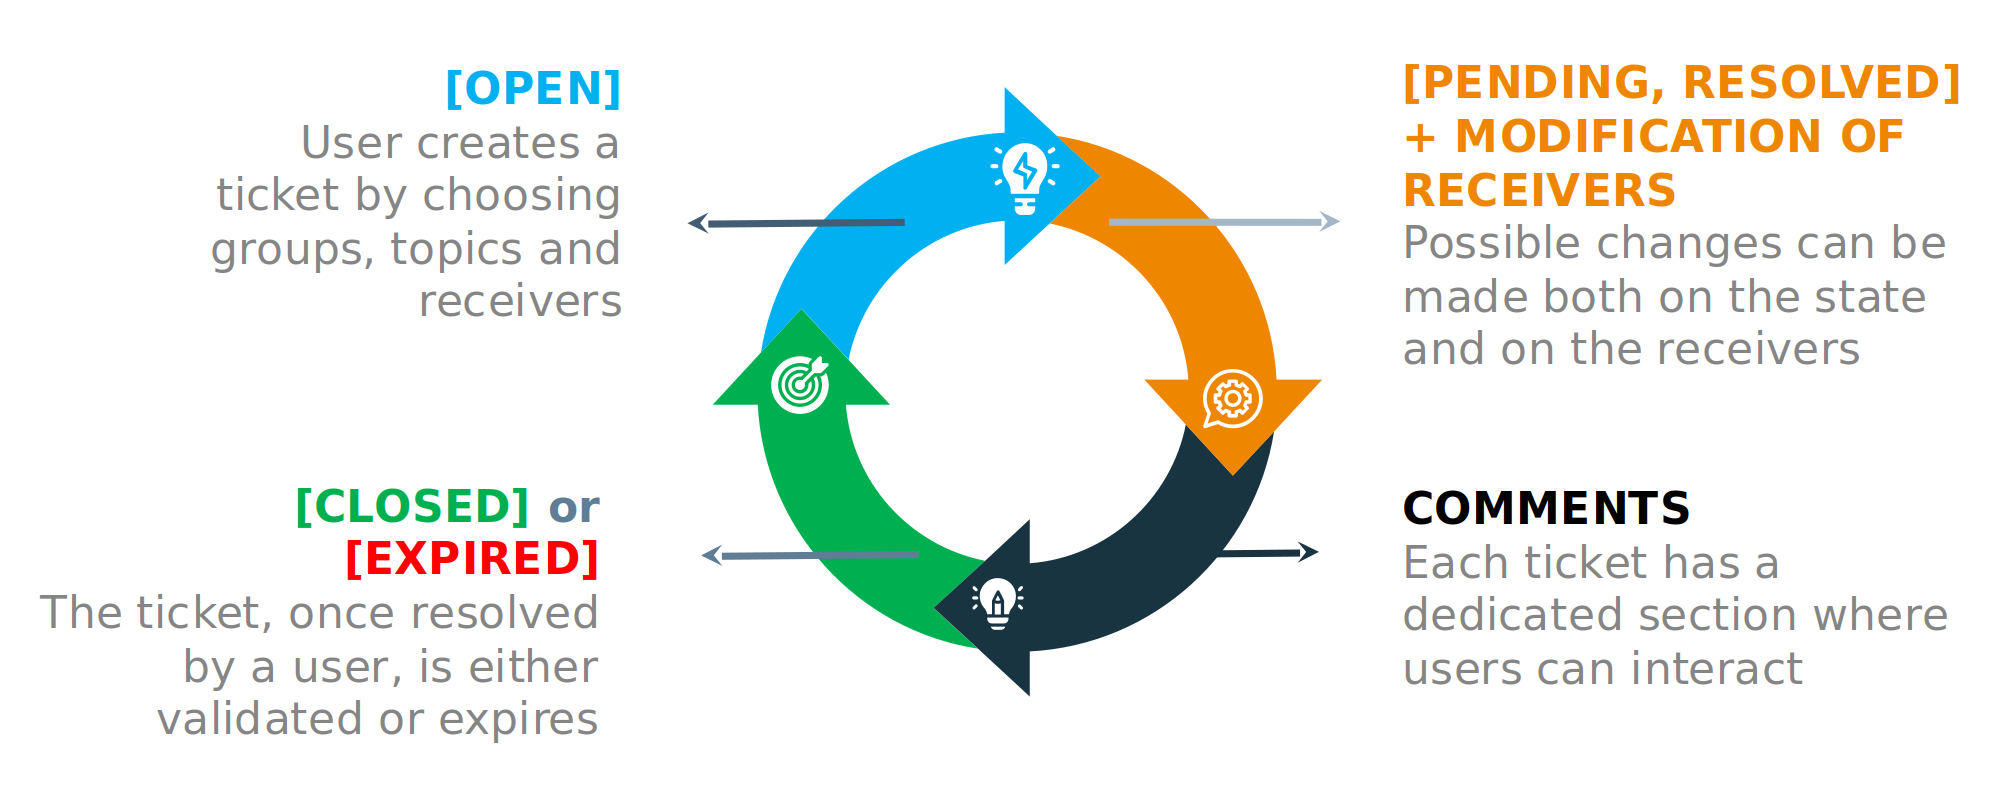 [OPEN]
User creates a
ticket by choosing
groups, topics and
receivers
[PENDING, RESOLVED]
+ MODIFICATION OF
RECEIVERS
Possible changes can be
made both on the state
and on the receivers
[CLOSED] or
[EXPIRED]
The ticket, once resolved
by a user, is either
validated or expires
COMMENTS
Each ticket has a
dedicated section where
users can interact